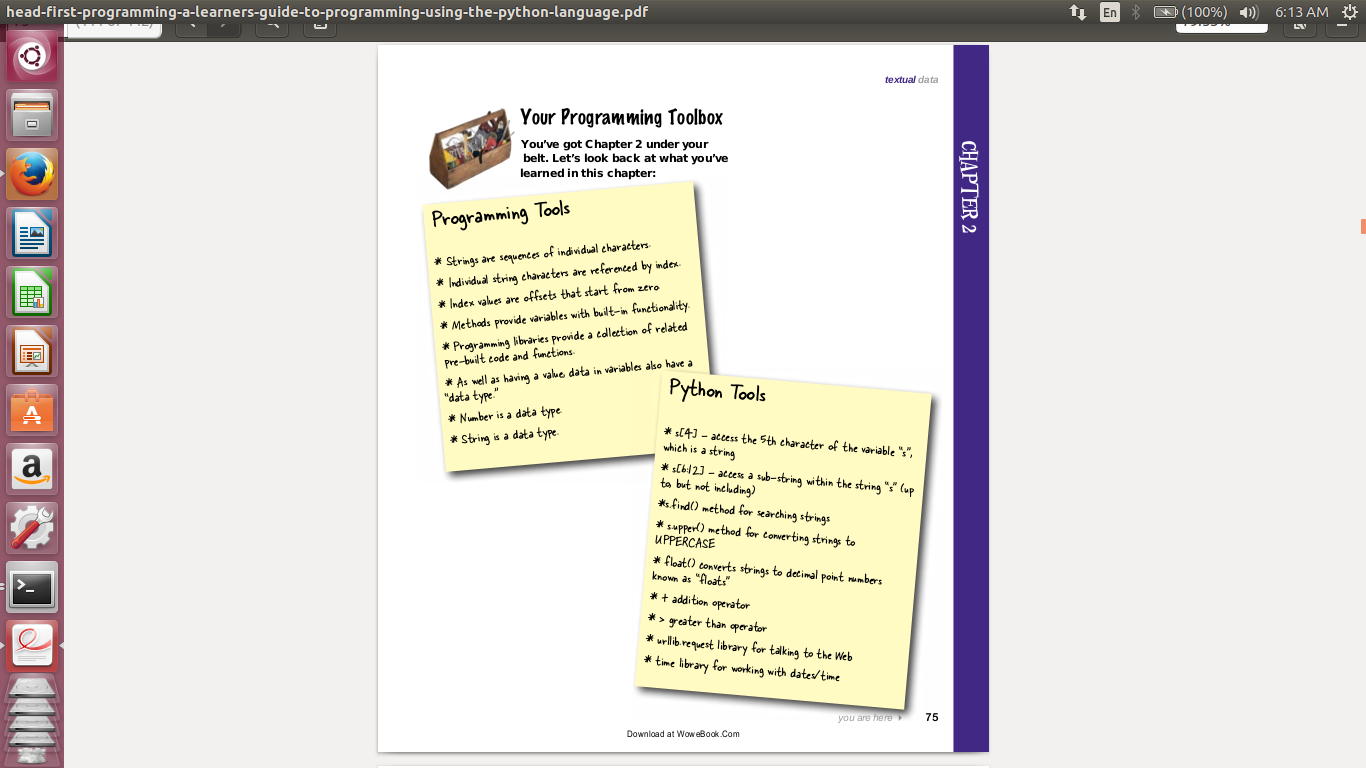 head-first-programming-a-learners-guide-to-programming-using-the-python-language.pdf
En
(100%)
6:13 AM
textual data
Your Programming Toolbox
You’ve got Chapter 2 under your
belt. Let’s look back at what you’ve
learned in this chapter:
CHAPTER 2
Programming Tools
* Strings are sequences of individual characters.
* Individual string characters are referenced by index.
* Index values are offsets that start from zero.
* Methods provide variables with built-in functionality.
* Programming libraries provide a collection of related
pre-built code and functions.
* As well as having a value, data in variables also have a
“data type.”
* Number is a data type.
* String is a data type.
Python Tools
* s[4] - access the 5th character of the variable “s”,
which is a string
* s[6:12] - access a sub-string within the string “s” (up
to, but not including)
*s.find() method for searching strings
* s.upper() method for converting strings to
UPPERCASE
* float() converts strings to decimal point numbers
known as “floats”
* + addition operator
* > greater than operator
* urllib.request library for talking to the Web
* time library for working with dates/time
you are here
75
Download at WoweBook.Com